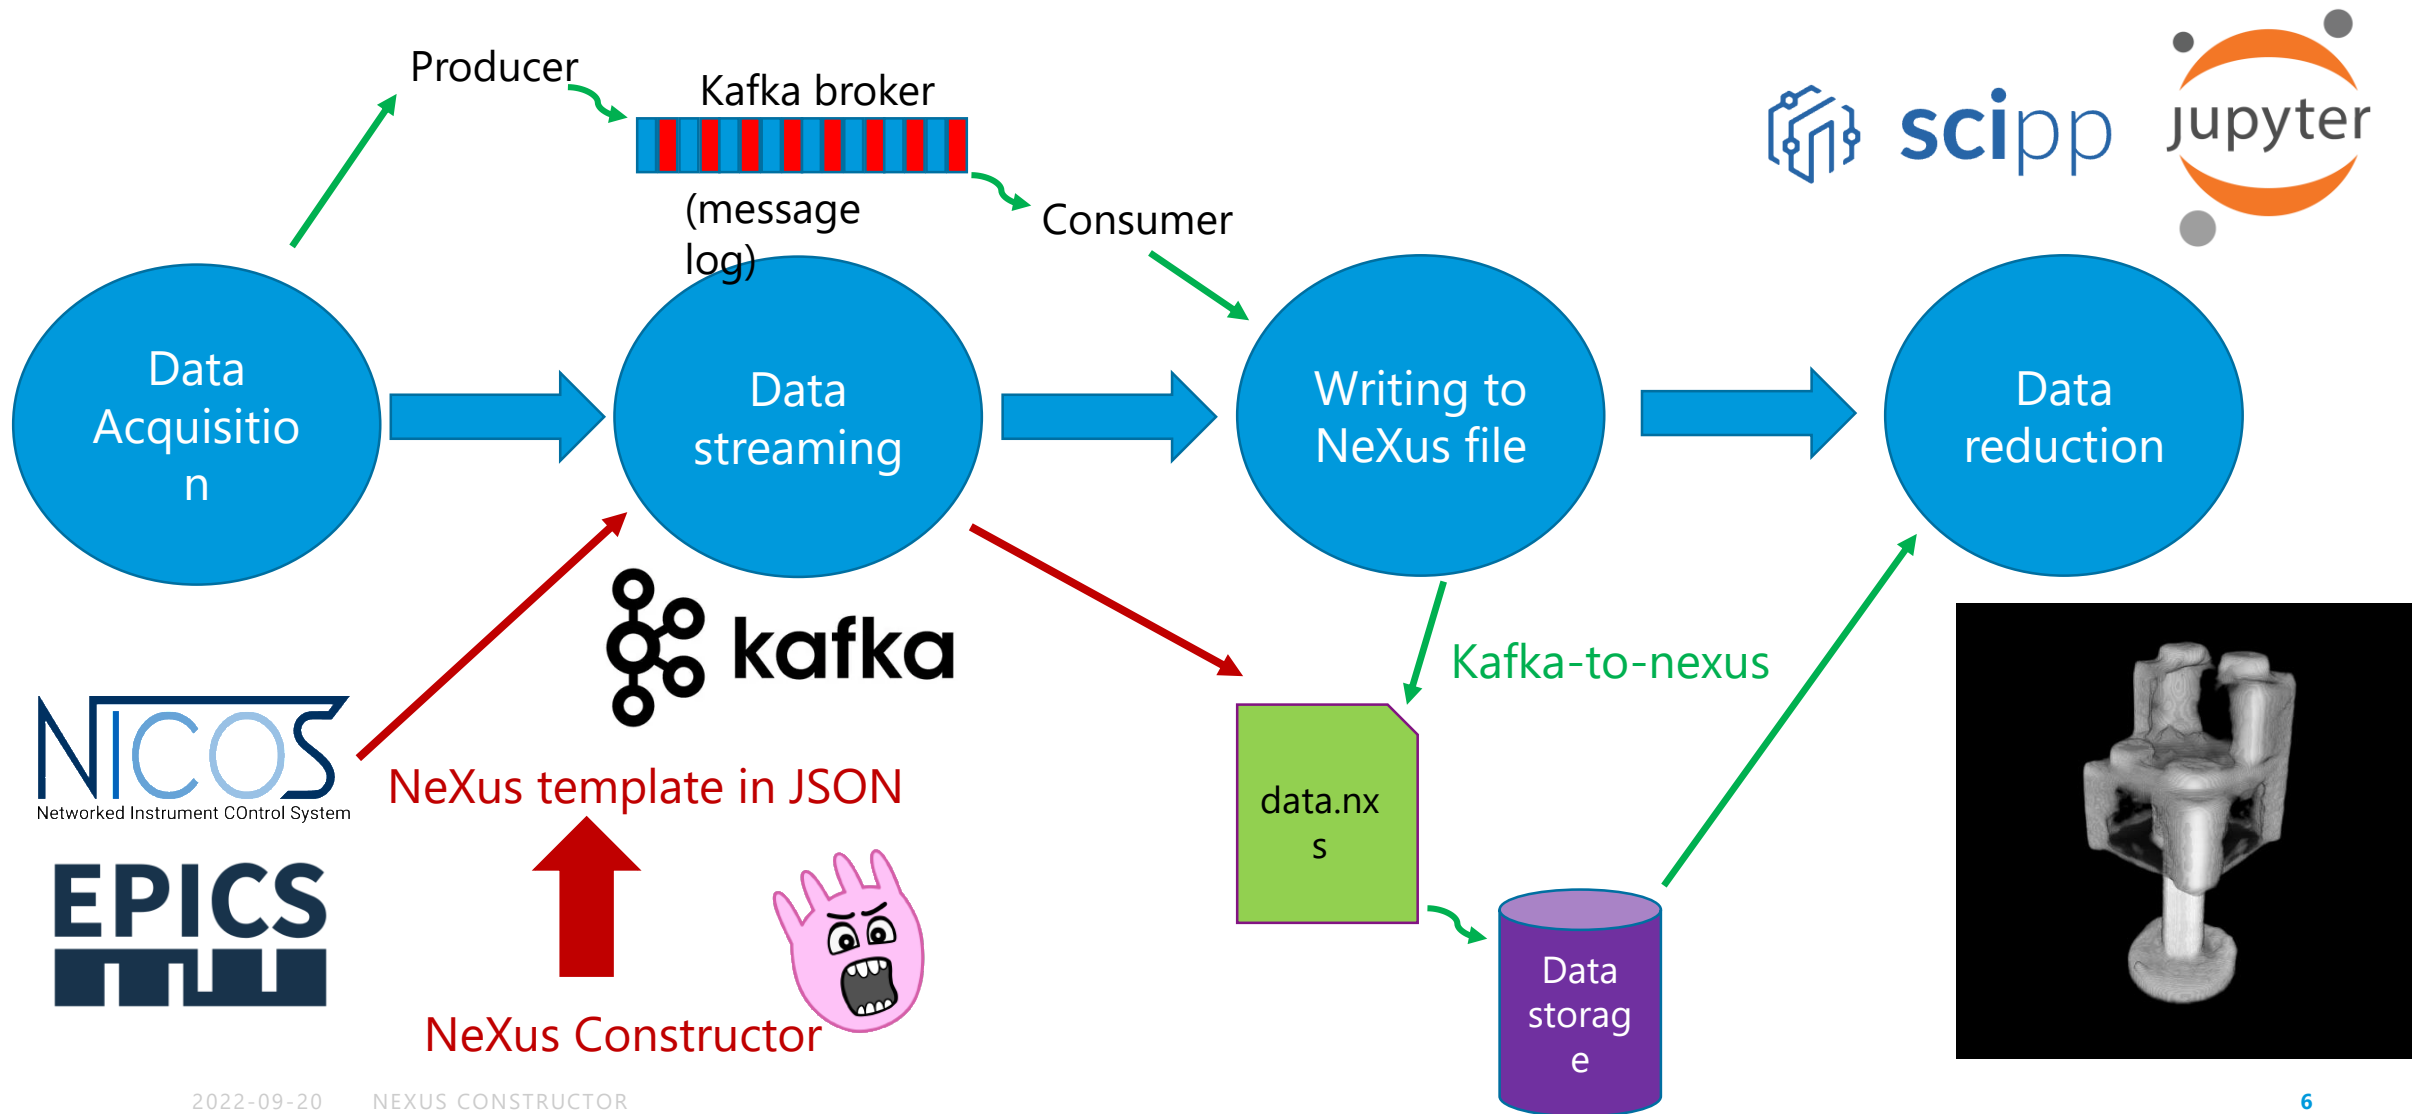 Producer
Kafka broker
(message
log)
Consumer
scipp
jupyter
Data
Acquisitio
n
Data
streaming
Writing to
NeXus file
Data
reduction
kafka
Kafka-to-nexus
NICOS
Networked Instrument COntrol System
NeXus template in JSON
data.nx
s
EPICS
NeXus Constructor
Data
storag
e
2022-09-20 NEXUS CONSTRUCTOR
6